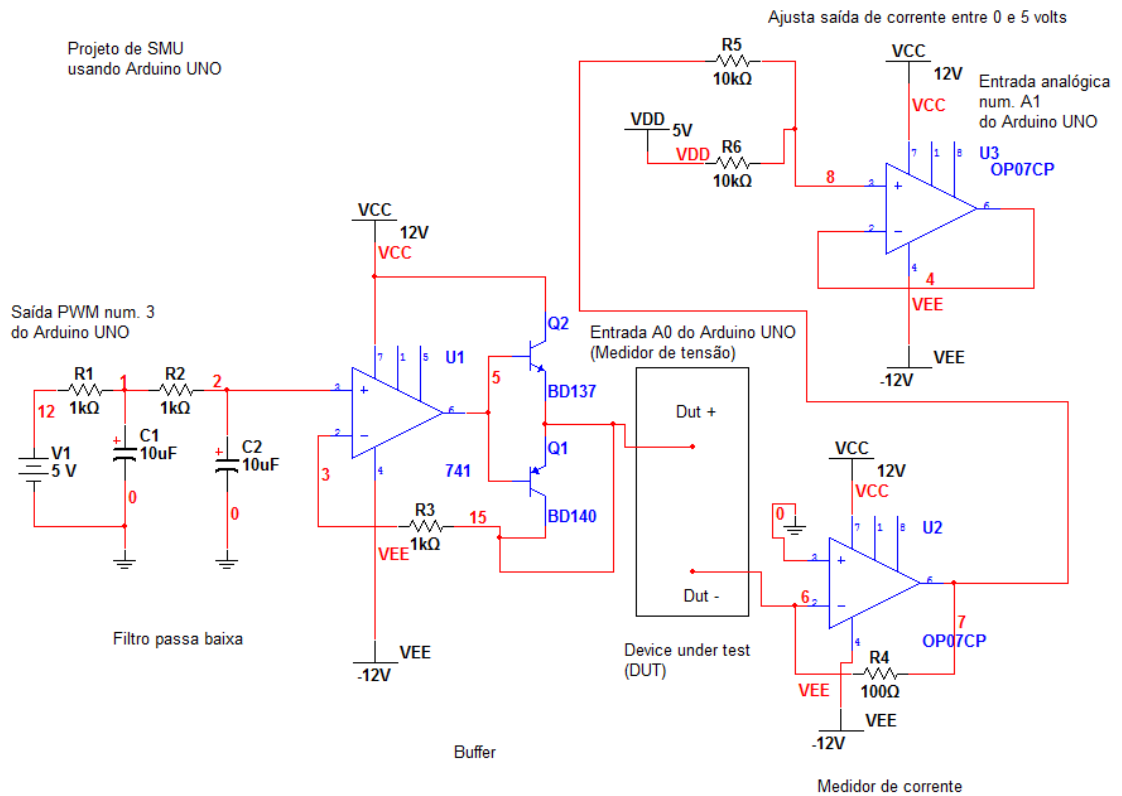 Ajusta saída de corrente entre 0 e 5 volts
Projeto de SMU
usando Arduino UNO
R5
10kΩ
VCC
12V
VCC
Entrada analógica
num. A1
do Arduino UNO
VDD
5V
VDD
R6
10kΩ
8
3
2
7
1
8
6
4
U3
OP07CP
4
VEE
VEE
-12V
VCC
12V
VCC
Saída PWM num. 3
do Arduino UNO
R1
1kΩ
1
R2
1kΩ
2
12
V1
5 V
C1
10uF
0
C2
10uF
0
3
2
7
1
5
6
4
U1
741
3
5
Q2
BD137
Q1
BD140
R3
1kΩ
15
VEE
VEE
-12V
Filtro passa baixa
Buffer
Entrada A0 do Arduino UNO
(Medidor de tensão)
Dut +
Dut -
Device under test
(DUT)
VCC
12V
VCC
0
3
2
7
1
8
6
4
U2
OP07CP
6
7
R4
100Ω
VEE
VEE
-12V
Medidor de corrente